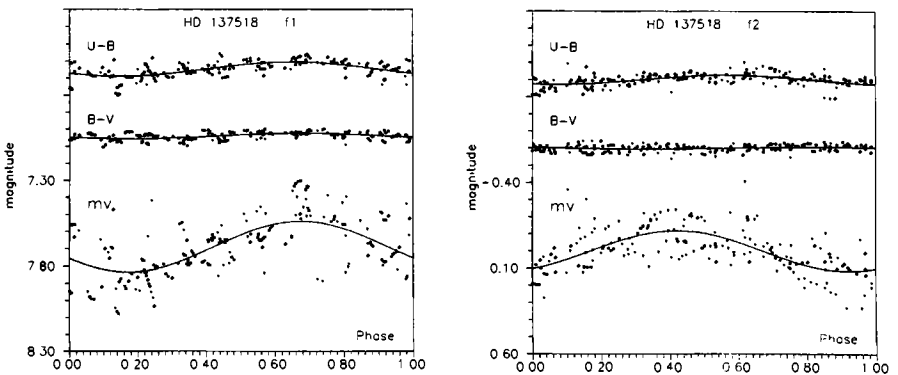 HD 137518 f1
U-B
B-V
mv
magnitude
7.30
7 80
8 30
Phase
0 00 0 20 0 40 0 60 0 80 1 00
HD 137518 f2
U-B
B-V
mv
magnitude
-0.40
0.10
0 60
Phase
0 00 0 20 0 40 0 60 0 80 1 00